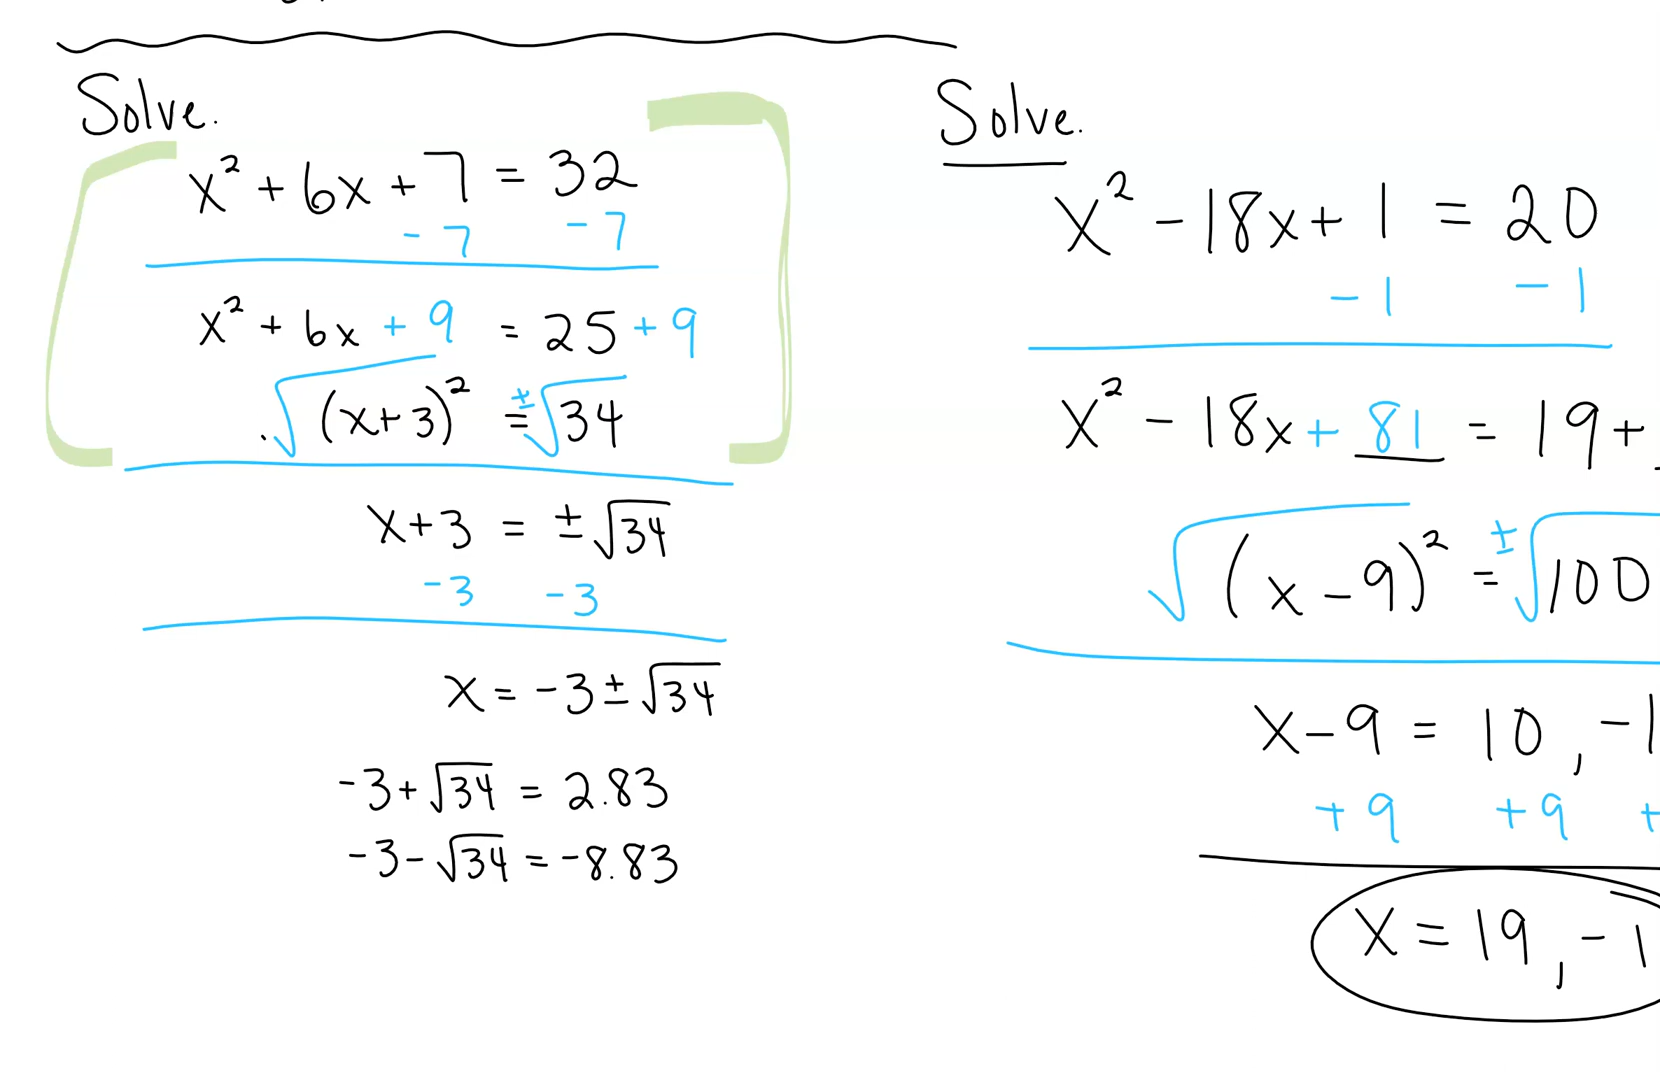 Solve.
x² + 6x + 7 = 32
- 7 - 7
x² + 6x + 9 = 25 + 9
√(x+3)² = ±√34
x+3 = ±√34
-3 -3
x = -3 ± √34
-3+√34 = 2.83
-3-√34 = -8.83
Solve.
x² - 18x + 1 = 20
- 1 - 1
x² - 18x + 81 = 19 +
√(x-9)² = ±√100
x-9 = 10, -1
+9 +9 +
x = 19, -1